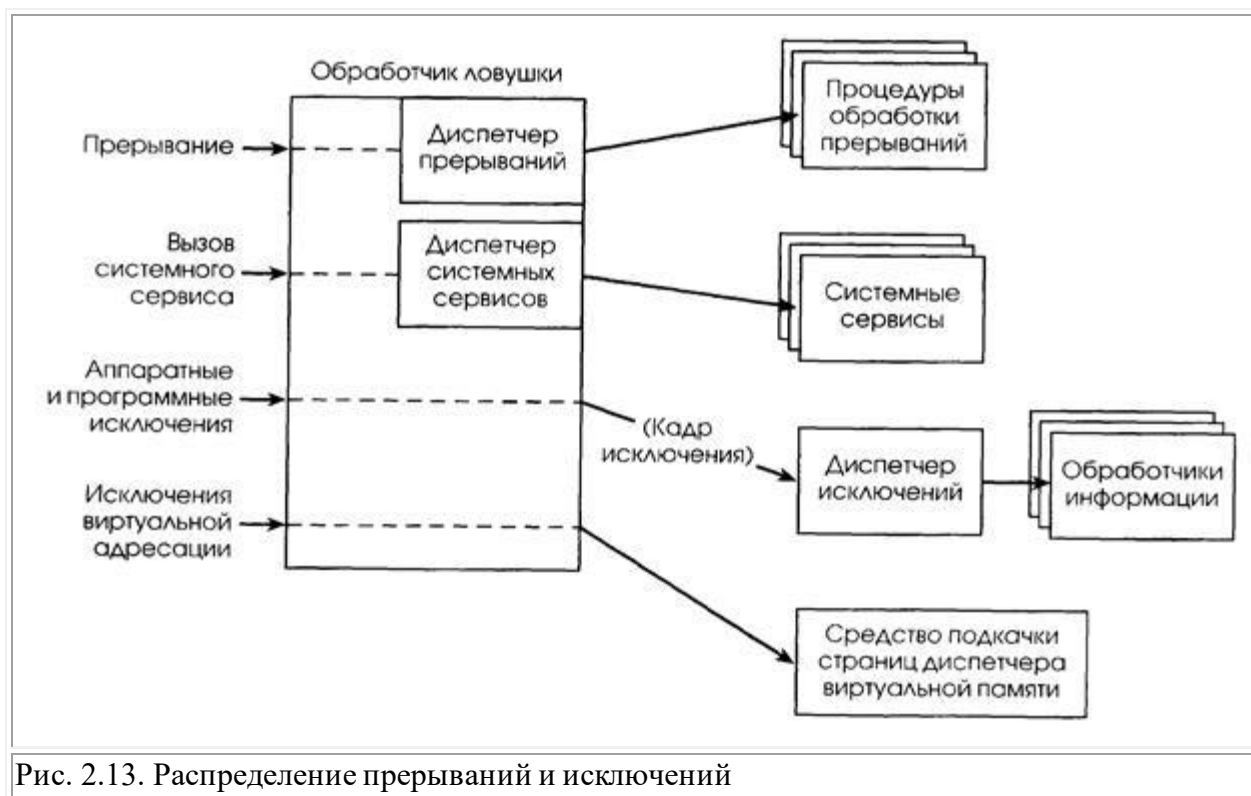 Обработчик ловушки
Прерывание
Диспетчер
прерываний
Процедуры
обработки
прерываний
Вызов
системного
сервиса
Диспетчер
системных
сервисов
Системные
сервисы
Аппаратные
и программные
исключения
(Кадр
исключения)
Диспетчер
исключений
Обработчики
информации
Исключения
виртуальной
адресации
Средство подкачки
страниц диспетчера
виртуальной памяти
Рис. 2.13. Распределение прерываний и исключений